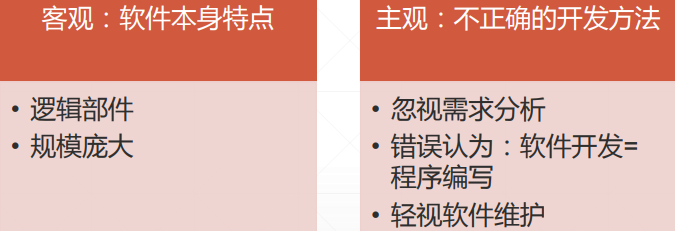 客观：软件本身特点
• 逻辑部件
• 规模庞大
主观：不正确的开发方法
• 忽视需求分析
• 错误认为：软件开发=
程序编写
• 轻视软件维护